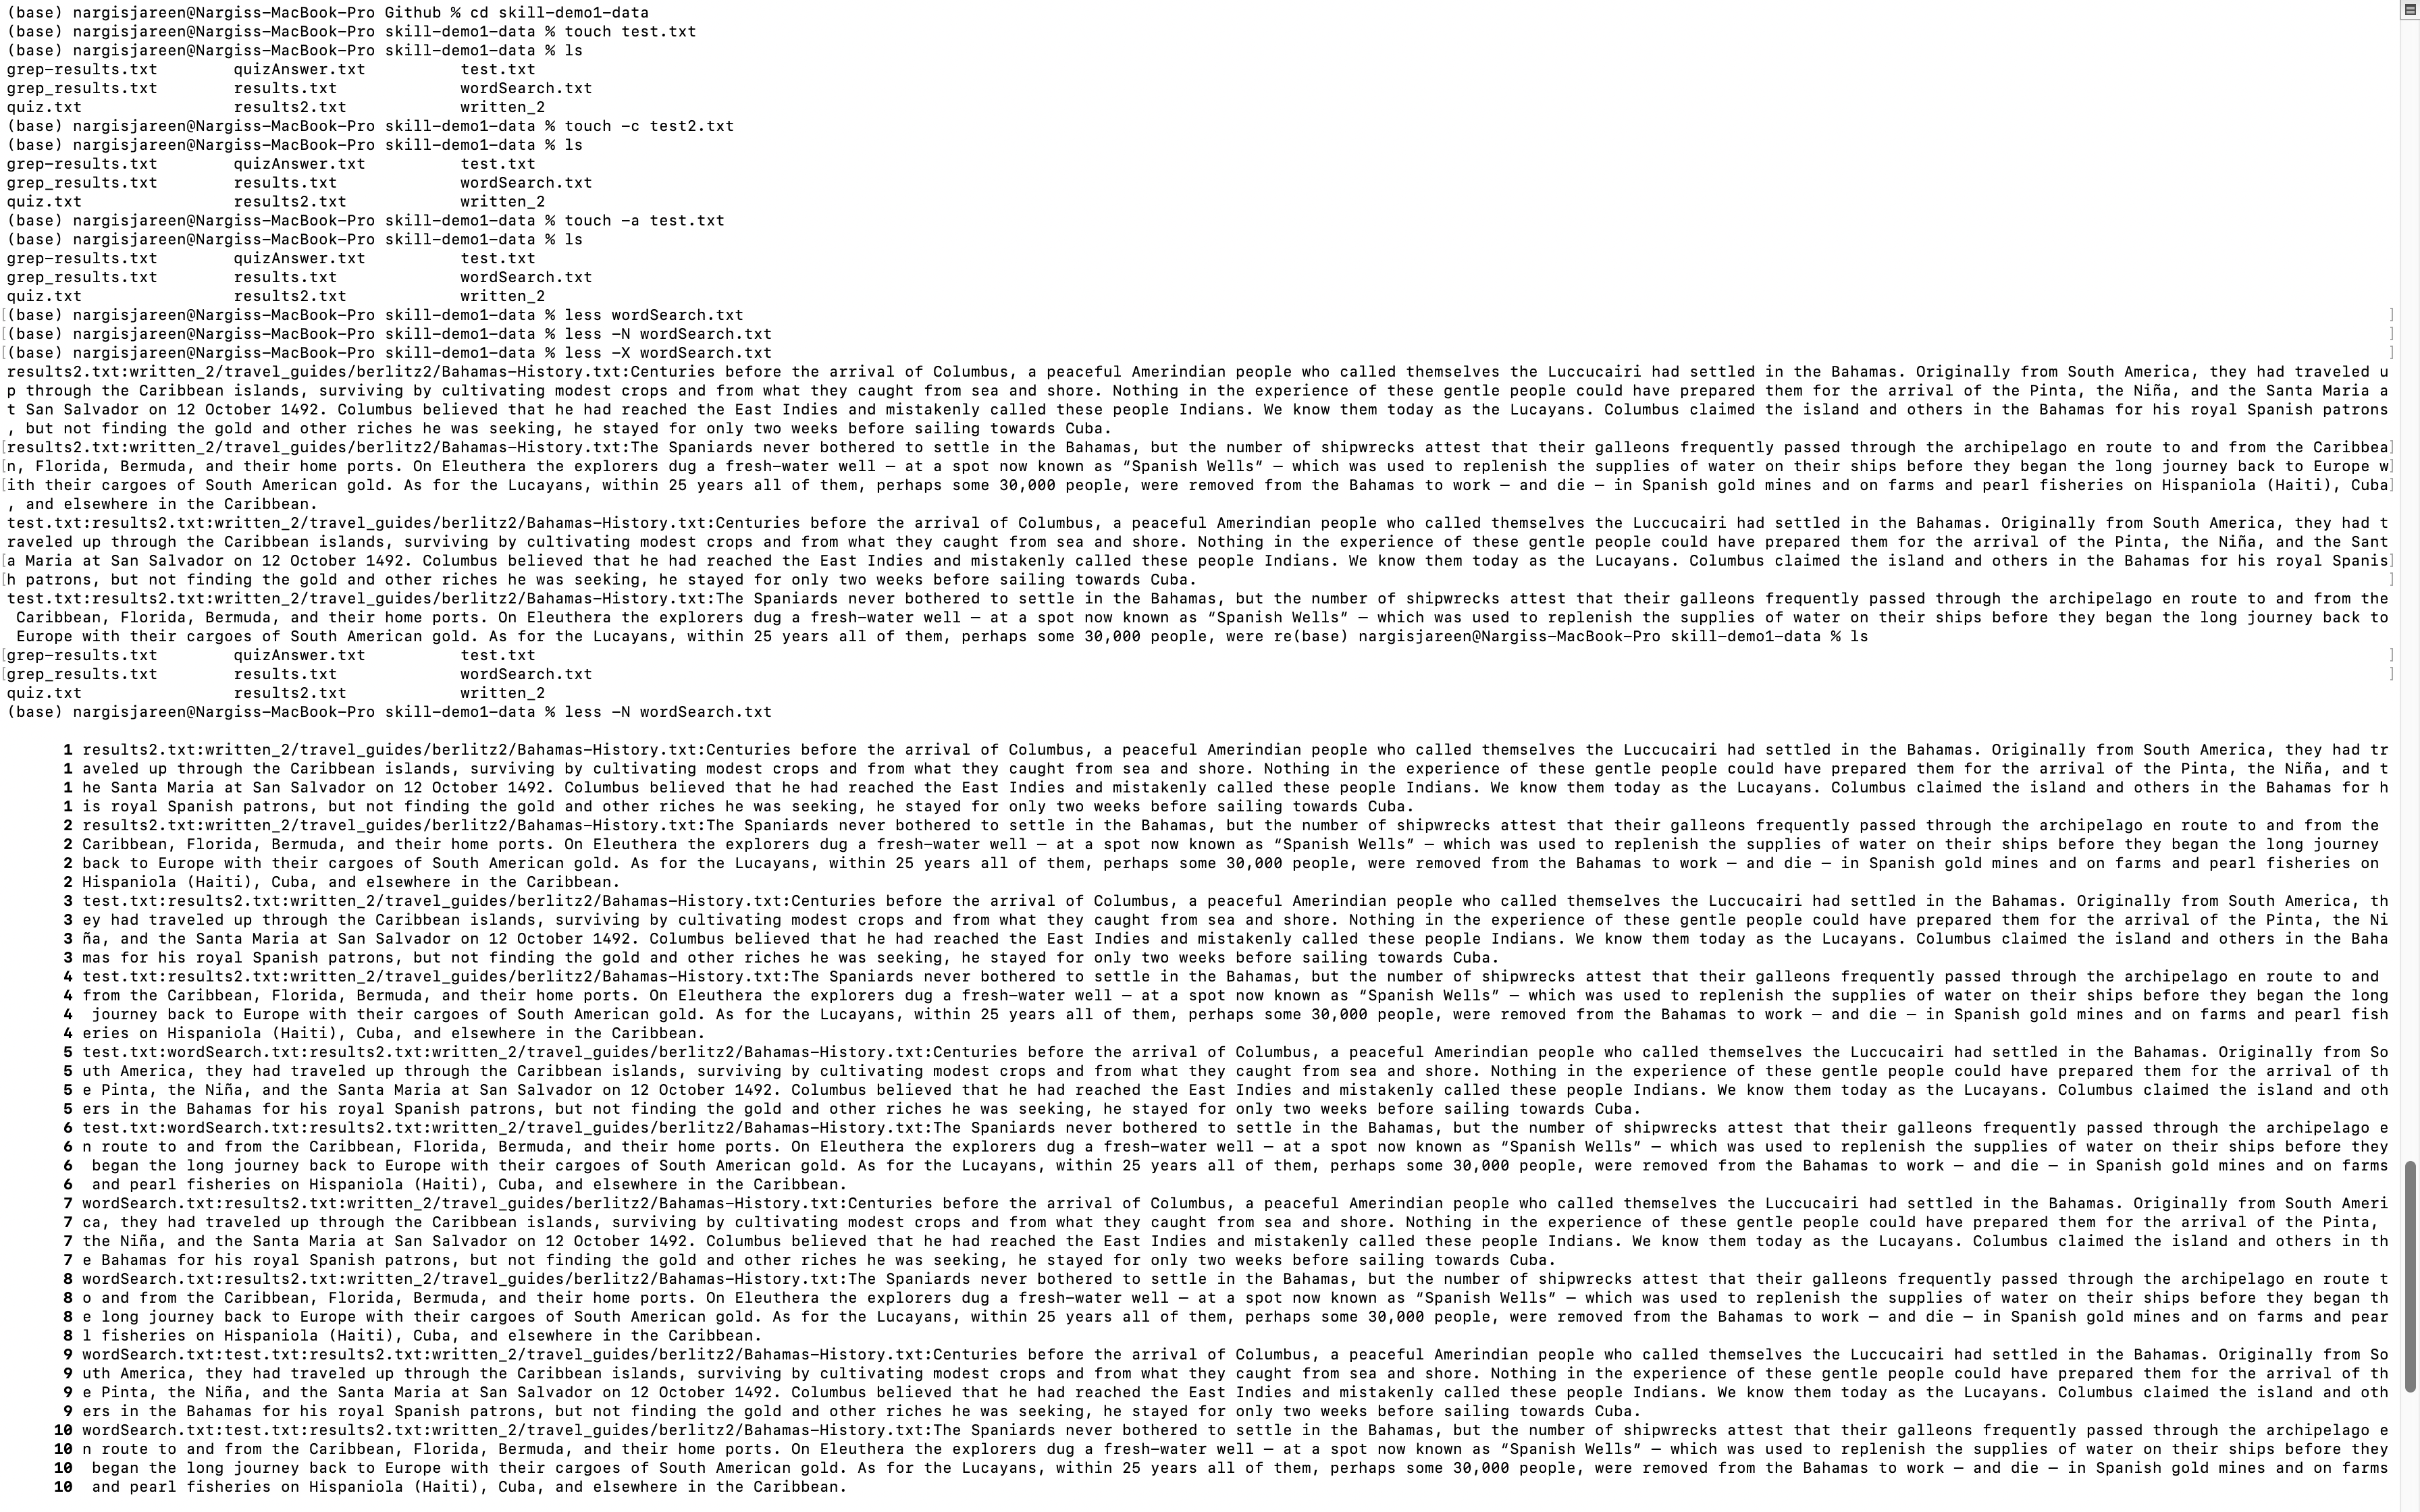 (base) nargisjareen@Nargiss-MacBook-Pro Github % cd skill-demo1-data
(base) nargisjareen@Nargiss-MacBook-Pro skill-demo1-data % touch test.txt
(base) nargisjareen@Nargiss-MacBook-Pro skill-demo1-data % ls
grep-results.txt quizAnswer.txt test.txt
grep_results.txt results.txt wordSearch.txt
quiz.txt results2.txt written_2
(base) nargisjareen@Nargiss-MacBook-Pro skill-demo1-data % touch -c test2.txt
(base) nargisjareen@Nargiss-MacBook-Pro skill-demo1-data % ls
grep-results.txt quizAnswer.txt test.txt
grep_results.txt results.txt wordSearch.txt
quiz.txt results2.txt written_2
(base) nargisjareen@Nargiss-MacBook-Pro skill-demo1-data % touch -a test.txt
(base) nargisjareen@Nargiss-MacBook-Pro skill-demo1-data % ls
grep-results.txt quizAnswer.txt test.txt
grep_results.txt results.txt wordSearch.txt
quiz.txt results2.txt written_2
[(base) nargisjareen@Nargiss-MacBook-Pro skill-demo1-data % less wordSearch.txt ]
[(base) nargisjareen@Nargiss-MacBook-Pro skill-demo1-data % less -N wordSearch.txt ]
[(base) nargisjareen@Nargiss-MacBook-Pro skill-demo1-data % less -X wordSearch.txt ]
results2.txt:written_2/travel_guides/berlitz2/Bahamas-History.txt:Centuries before the arrival of Columbus, a peaceful Amerindian people who called themselves the Luccucairi had settled in the Bahamas. Originally from South America, they had traveled u
p through the Caribbean islands, surviving by cultivating modest crops and from what they caught from sea and shore. Nothing in the experience of these gentle people could have prepared them for the arrival of the Pinta, the Niña, and the Santa Maria a
t San Salvador on 12 October 1492. Columbus believed that he had reached the East Indies and mistakenly called these people Indians. We know them today as the Lucayans. Columbus claimed the island and others in the Bahamas for his royal Spanish patrons
, but not finding the gold and other riches he was seeking, he stayed for only two weeks before sailing towards Cuba.
[results2.txt:written_2/travel_guides/berlitz2/Bahamas-History.txt:The Spaniards never bothered to settle in the Bahamas, but the number of shipwrecks attest that their galleons frequently passed through the archipelago en route to and from the Caribbea]
[n, Florida, Bermuda, and their home ports. On Eleuthera the explorers dug a fresh-water well — at a spot now known as “Spanish Wells” — which was used to replenish the supplies of water on their ships before they began the long journey back to Europe w]
[ith their cargoes of South American gold. As for the Lucayans, within 25 years all of them, perhaps some 30,000 people, were removed from the Bahamas to work — and die — in Spanish gold mines and on farms and pearl fisheries on Hispaniola (Haiti), Cuba]
, and elsewhere in the Caribbean.
test.txt:results2.txt:written_2/travel_guides/berlitz2/Bahamas-History.txt:Centuries before the arrival of Columbus, a peaceful Amerindian people who called themselves the Luccucairi had settled in the Bahamas. Originally from South America, they had t
raveled up through the Caribbean islands, surviving by cultivating modest crops and from what they caught from sea and shore. Nothing in the experience of these gentle people could have prepared them for the arrival of the Pinta, the Niña, and the Sant
[a Maria at San Salvador on 12 October 1492. Columbus believed that he had reached the East Indies and mistakenly called these people Indians. We know them today as the Lucayans. Columbus claimed the island and others in the Bahamas for his royal Spanis]
[h patrons, but not finding the gold and other riches he was seeking, he stayed for only two weeks before sailing towards Cuba. ]
test.txt:results2.txt:written_2/travel_guides/berlitz2/Bahamas-History.txt:The Spaniards never bothered to settle in the Bahamas, but the number of shipwrecks attest that their galleons frequently passed through the archipelago en route to and from the
Caribbean, Florida, Bermuda, and their home ports. On Eleuthera the explorers dug a fresh-water well — at a spot now known as “Spanish Wells” — which was used to replenish the supplies of water on their ships before they began the long journey back to
Europe with their cargoes of South American gold. As for the Lucayans, within 25 years all of them, perhaps some 30,000 people, were re(base) nargisjareen@Nargiss-MacBook-Pro skill-demo1-data % ls
[grep-results.txt quizAnswer.txt test.txt ]
[grep_results.txt results.txt wordSearch.txt ]
quiz.txt results2.txt written_2
(base) nargisjareen@Nargiss-MacBook-Pro skill-demo1-data % less -N wordSearch.txt
1 results2.txt:written_2/travel_guides/berlitz2/Bahamas-History.txt:Centuries before the arrival of Columbus, a peaceful Amerindian people who called themselves the Luccucairi had settled in the Bahamas. Originally from South America, they had tr
1 aveled up through the Caribbean islands, surviving by cultivating modest crops and from what they caught from sea and shore. Nothing in the experience of these gentle people could have prepared them for the arrival of the Pinta, the Niña, and t
1 he Santa Maria at San Salvador on 12 October 1492. Columbus believed that he had reached the East Indies and mistakenly called these people Indians. We know them today as the Lucayans. Columbus claimed the island and others in the Bahamas for h
1 is royal Spanish patrons, but not finding the gold and other riches he was seeking, he stayed for only two weeks before sailing towards Cuba.
2 results2.txt:written_2/travel_guides/berlitz2/Bahamas-History.txt:The Spaniards never bothered to settle in the Bahamas, but the number of shipwrecks attest that their galleons frequently passed through the archipelago en route to and from the
2 Caribbean, Florida, Bermuda, and their home ports. On Eleuthera the explorers dug a fresh-water well — at a spot now known as “Spanish Wells” — which was used to replenish the supplies of water on their ships before they began the long journey
2 back to Europe with their cargoes of South American gold. As for the Lucayans, within 25 years all of them, perhaps some 30,000 people, were removed from the Bahamas to work — and die — in Spanish gold mines and on farms and pearl fisheries on
2 Hispaniola (Haiti), Cuba, and elsewhere in the Caribbean.
3 test.txt:results2.txt:written_2/travel_guides/berlitz2/Bahamas-History.txt:Centuries before the arrival of Columbus, a peaceful Amerindian people who called themselves the Luccucairi had settled in the Bahamas. Originally from South America, th
3 ey had traveled up through the Caribbean islands, surviving by cultivating modest crops and from what they caught from sea and shore. Nothing in the experience of these gentle people could have prepared them for the arrival of the Pinta, the Ni
3 ña, and the Santa Maria at San Salvador on 12 October 1492. Columbus believed that he had reached the East Indies and mistakenly called these people Indians. We know them today as the Lucayans. Columbus claimed the island and others in the Baha
3 mas for his royal Spanish patrons, but not finding the gold and other riches he was seeking, he stayed for only two weeks before sailing towards Cuba.
4 test.txt:results2.txt:written_2/travel_guides/berlitz2/Bahamas-History.txt:The Spaniards never bothered to settle in the Bahamas, but the number of shipwrecks attest that their galleons frequently passed through the archipelago en route to and
4 from the Caribbean, Florida, Bermuda, and their home ports. On Eleuthera the explorers dug a fresh-water well — at a spot now known as “Spanish Wells” — which was used to replenish the supplies of water on their ships before they began the long
4 journey back to Europe with their cargoes of South American gold. As for the Lucayans, within 25 years all of them, perhaps some 30,000 people, were removed from the Bahamas to work — and die — in Spanish gold mines and on farms and pearl fish
4 eries on Hispaniola (Haiti), Cuba, and elsewhere in the Caribbean.
5 test.txt:wordSearch.txt:results2.txt:written_2/travel_guides/berlitz2/Bahamas-History.txt:Centuries before the arrival of Columbus, a peaceful Amerindian people who called themselves the Luccucairi had settled in the Bahamas. Originally from So
5 uth America, they had traveled up through the Caribbean islands, surviving by cultivating modest crops and from what they caught from sea and shore. Nothing in the experience of these gentle people could have prepared them for the arrival of th
5 e Pinta, the Niña, and the Santa Maria at San Salvador on 12 October 1492. Columbus believed that he had reached the East Indies and mistakenly called these people Indians. We know them today as the Lucayans. Columbus claimed the island and oth
5 ers in the Bahamas for his royal Spanish patrons, but not finding the gold and other riches he was seeking, he stayed for only two weeks before sailing towards Cuba.
6 test.txt:wordSearch.txt:results2.txt:written_2/travel_guides/berlitz2/Bahamas-History.txt:The Spaniards never bothered to settle in the Bahamas, but the number of shipwrecks attest that their galleons frequently passed through the archipelago e
6 n route to and from the Caribbean, Florida, Bermuda, and their home ports. On Eleuthera the explorers dug a fresh-water well — at a spot now known as “Spanish Wells” — which was used to replenish the supplies of water on their ships before they
6 began the long journey back to Europe with their cargoes of South American gold. As for the Lucayans, within 25 years all of them, perhaps some 30,000 people, were removed from the Bahamas to work — and die — in Spanish gold mines and on farms
6 and pearl fisheries on Hispaniola (Haiti), Cuba, and elsewhere in the Caribbean.
7 wordSearch.txt:results2.txt:written_2/travel_guides/berlitz2/Bahamas-History.txt:Centuries before the arrival of Columbus, a peaceful Amerindian people who called themselves the Luccucairi had settled in the Bahamas. Originally from South Ameri
7 ca, they had traveled up through the Caribbean islands, surviving by cultivating modest crops and from what they caught from sea and shore. Nothing in the experience of these gentle people could have prepared them for the arrival of the Pinta,
7 the Niña, and the Santa Maria at San Salvador on 12 October 1492. Columbus believed that he had reached the East Indies and mistakenly called these people Indians. We know them today as the Lucayans. Columbus claimed the island and others in th
7 e Bahamas for his royal Spanish patrons, but not finding the gold and other riches he was seeking, he stayed for only two weeks before sailing towards Cuba.
8 wordSearch.txt:results2.txt:written_2/travel_guides/berlitz2/Bahamas-History.txt:The Spaniards never bothered to settle in the Bahamas, but the number of shipwrecks attest that their galleons frequently passed through the archipelago en route t
8 o and from the Caribbean, Florida, Bermuda, and their home ports. On Eleuthera the explorers dug a fresh-water well — at a spot now known as “Spanish Wells” — which was used to replenish the supplies of water on their ships before they began th
8 e long journey back to Europe with their cargoes of South American gold. As for the Lucayans, within 25 years all of them, perhaps some 30,000 people, were removed from the Bahamas to work — and die — in Spanish gold mines and on farms and pear
8 l fisheries on Hispaniola (Haiti), Cuba, and elsewhere in the Caribbean.
9 wordSearch.txt:test.txt:results2.txt:written_2/travel_guides/berlitz2/Bahamas-History.txt:Centuries before the arrival of Columbus, a peaceful Amerindian people who called themselves the Luccucairi had settled in the Bahamas. Originally from So
9 uth America, they had traveled up through the Caribbean islands, surviving by cultivating modest crops and from what they caught from sea and shore. Nothing in the experience of these gentle people could have prepared them for the arrival of th
9 e Pinta, the Niña, and the Santa Maria at San Salvador on 12 October 1492. Columbus believed that he had reached the East Indies and mistakenly called these people Indians. We know them today as the Lucayans. Columbus claimed the island and oth
9 ers in the Bahamas for his royal Spanish patrons, but not finding the gold and other riches he was seeking, he stayed for only two weeks before sailing towards Cuba.
10 wordSearch.txt:test.txt:results2.txt:written_2/travel_guides/berlitz2/Bahamas-History.txt:The Spaniards never bothered to settle in the Bahamas, but the number of shipwrecks attest that their galleons frequently passed through the archipelago e
10 n route to and from the Caribbean, Florida, Bermuda, and their home ports. On Eleuthera the explorers dug a fresh-water well — at a spot now known as “Spanish Wells” — which was used to replenish the supplies of water on their ships before they
10 began the long journey back to Europe with their cargoes of South American gold. As for the Lucayans, within 25 years all of them, perhaps some 30,000 people, were removed from the Bahamas to work — and die — in Spanish gold mines and on farms
10 and pearl fisheries on Hispaniola (Haiti), Cuba, and elsewhere in the Caribbean.